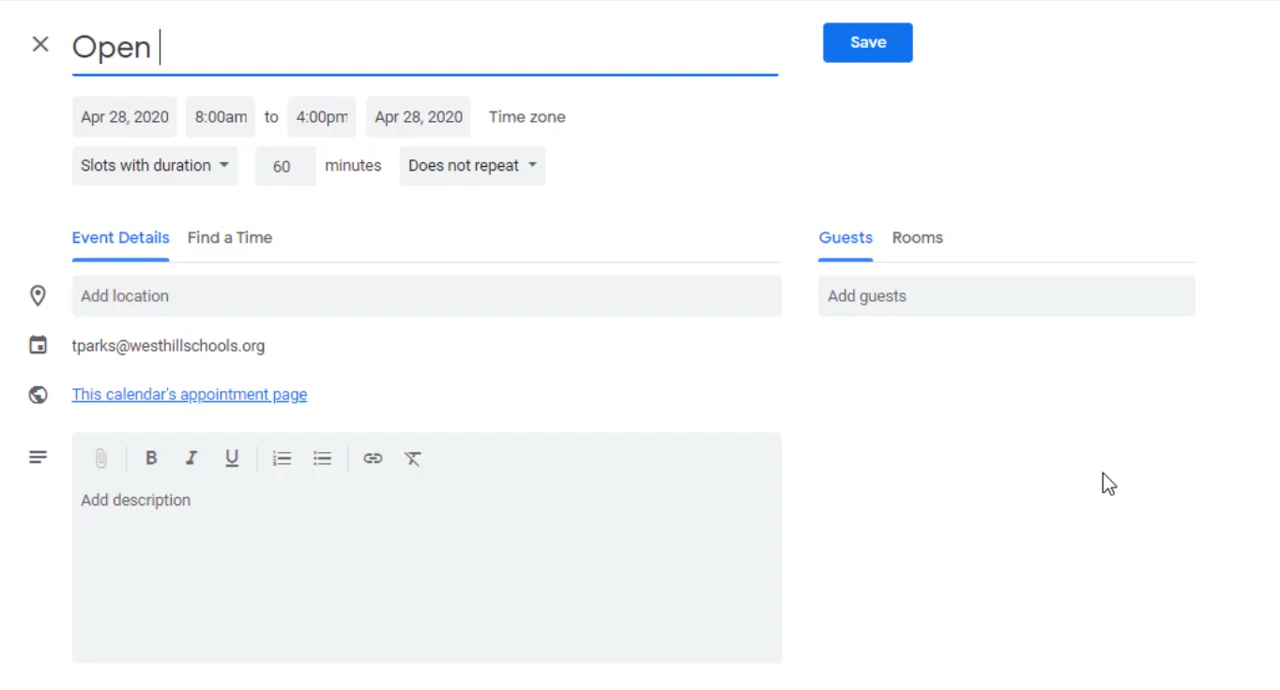 Open
Save
Apr 28, 2020 8:00am to 4:00pm Apr 28, 2020 Time zone
Slots with duration 60 minutes Does not repeat
Event Details Find a Time
Guests Rooms
Add location
Add guests
tparks@westhillschools.org
This calendar's appointment page
B I U
Add description